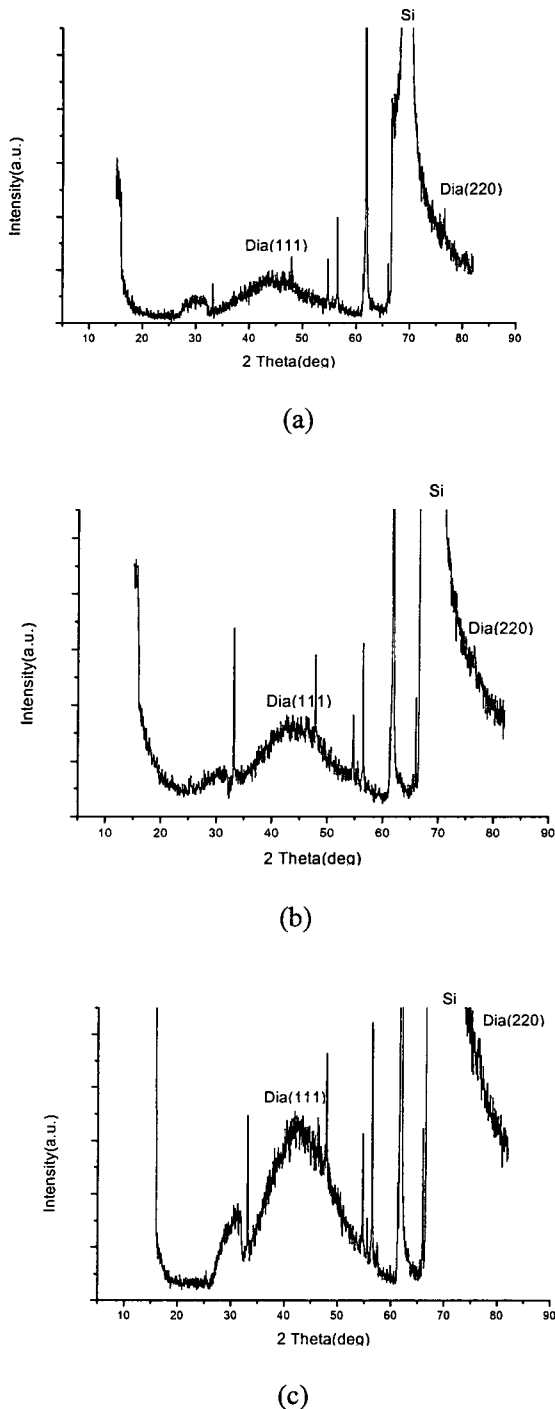 Si
Dia(220)
Dia(111)
Intensity(a.u.)
10 20 30 40 50 60 70 80 90
2 Theta(deg)
(a)
Si
Dia(220)
Dia(111)
Intensity(a.u.)
10 20 30 40 50 60 70 80 90
2 Theta(deg)
(b)
Si
Dia(220)
Dia(111)
Intensity(a.u.)
10 20 30 40 50 60 70 80 90
2 Theta(deg)
(c)